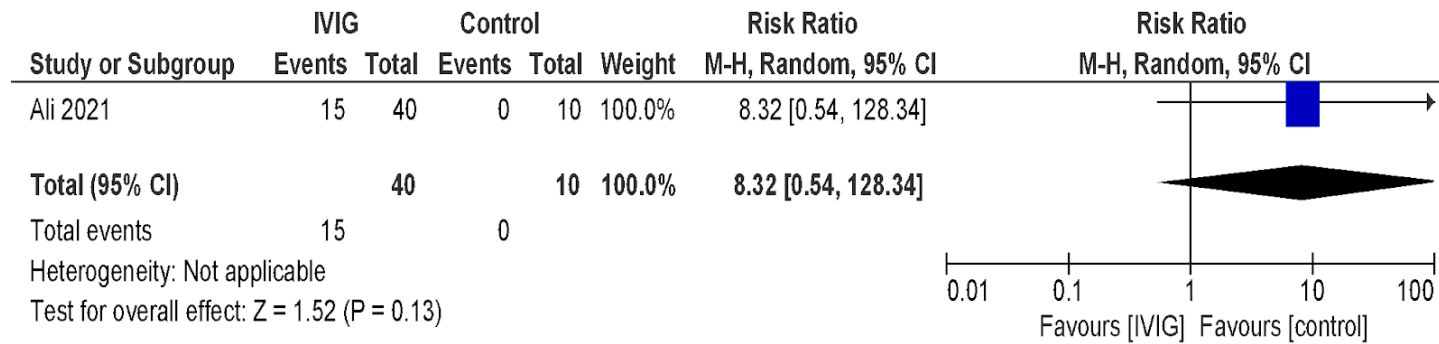 IVIG Control Risk Ratio Risk Ratio
Study or Subgroup Events Total Events Total Weight M-H, Random, 95% CI M-H, Random, 95% CI
Ali 2021 15 40 0 10 100.0% 8.32 [0.54, 128.34]
Total (95% CI) 40 10 100.0% 8.32 [0.54, 128.34]
Total events 15 0
Heterogeneity: Not applicable
Test for overall effect: Z = 1.52 (P = 0.13)
0.01 0.1 1 10 100
Favours [IVIG] Favours [control]